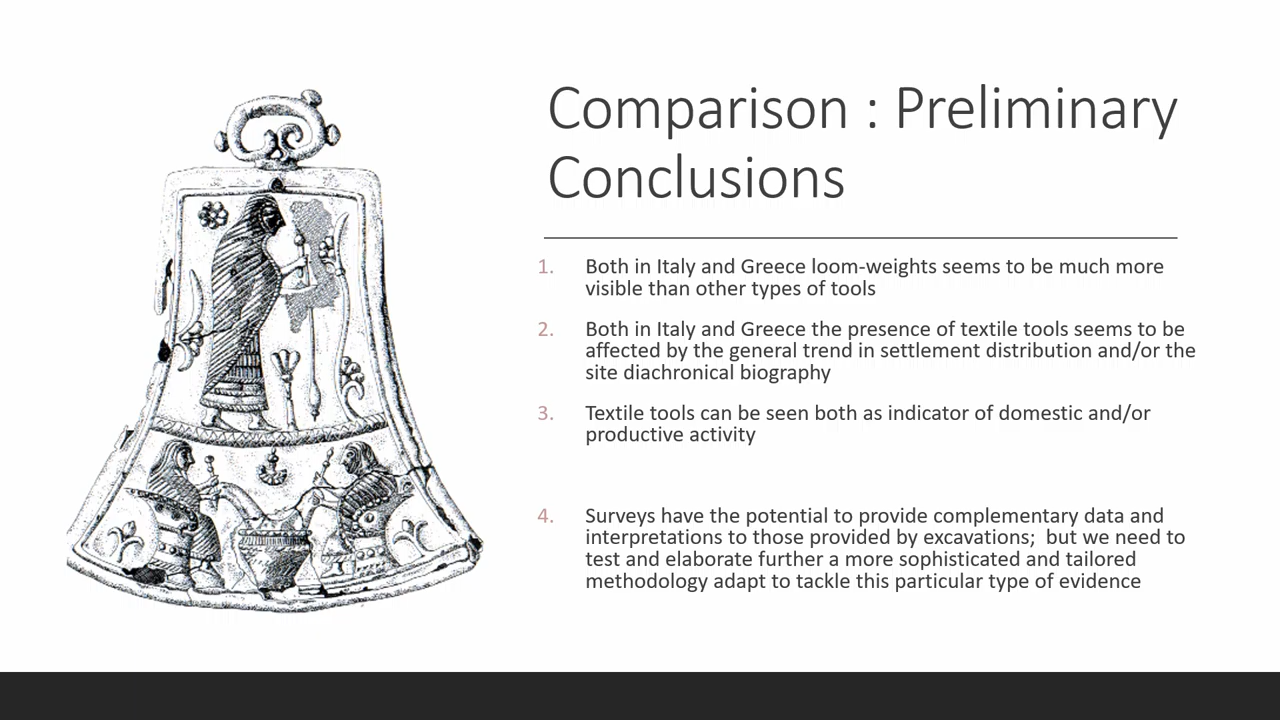 Comparison : Preliminary
Conclusions
1. Both in Italy and Greece loom-weights seems to be much more
visible than other types of tools
2. Both in Italy and Greece the presence of textile tools seems to be
affected by the general trend in settlement distribution and/or the
site diachronical biography
3. Textile tools can be seen both as indicator of domestic and/or
productive activity
4. Surveys have the potential to provide complementary data and
interpretations to those provided by excavations;  but we need to
test and elaborate further a more sophisticated and tailored
methodology adapt to tackle this particular type of evidence